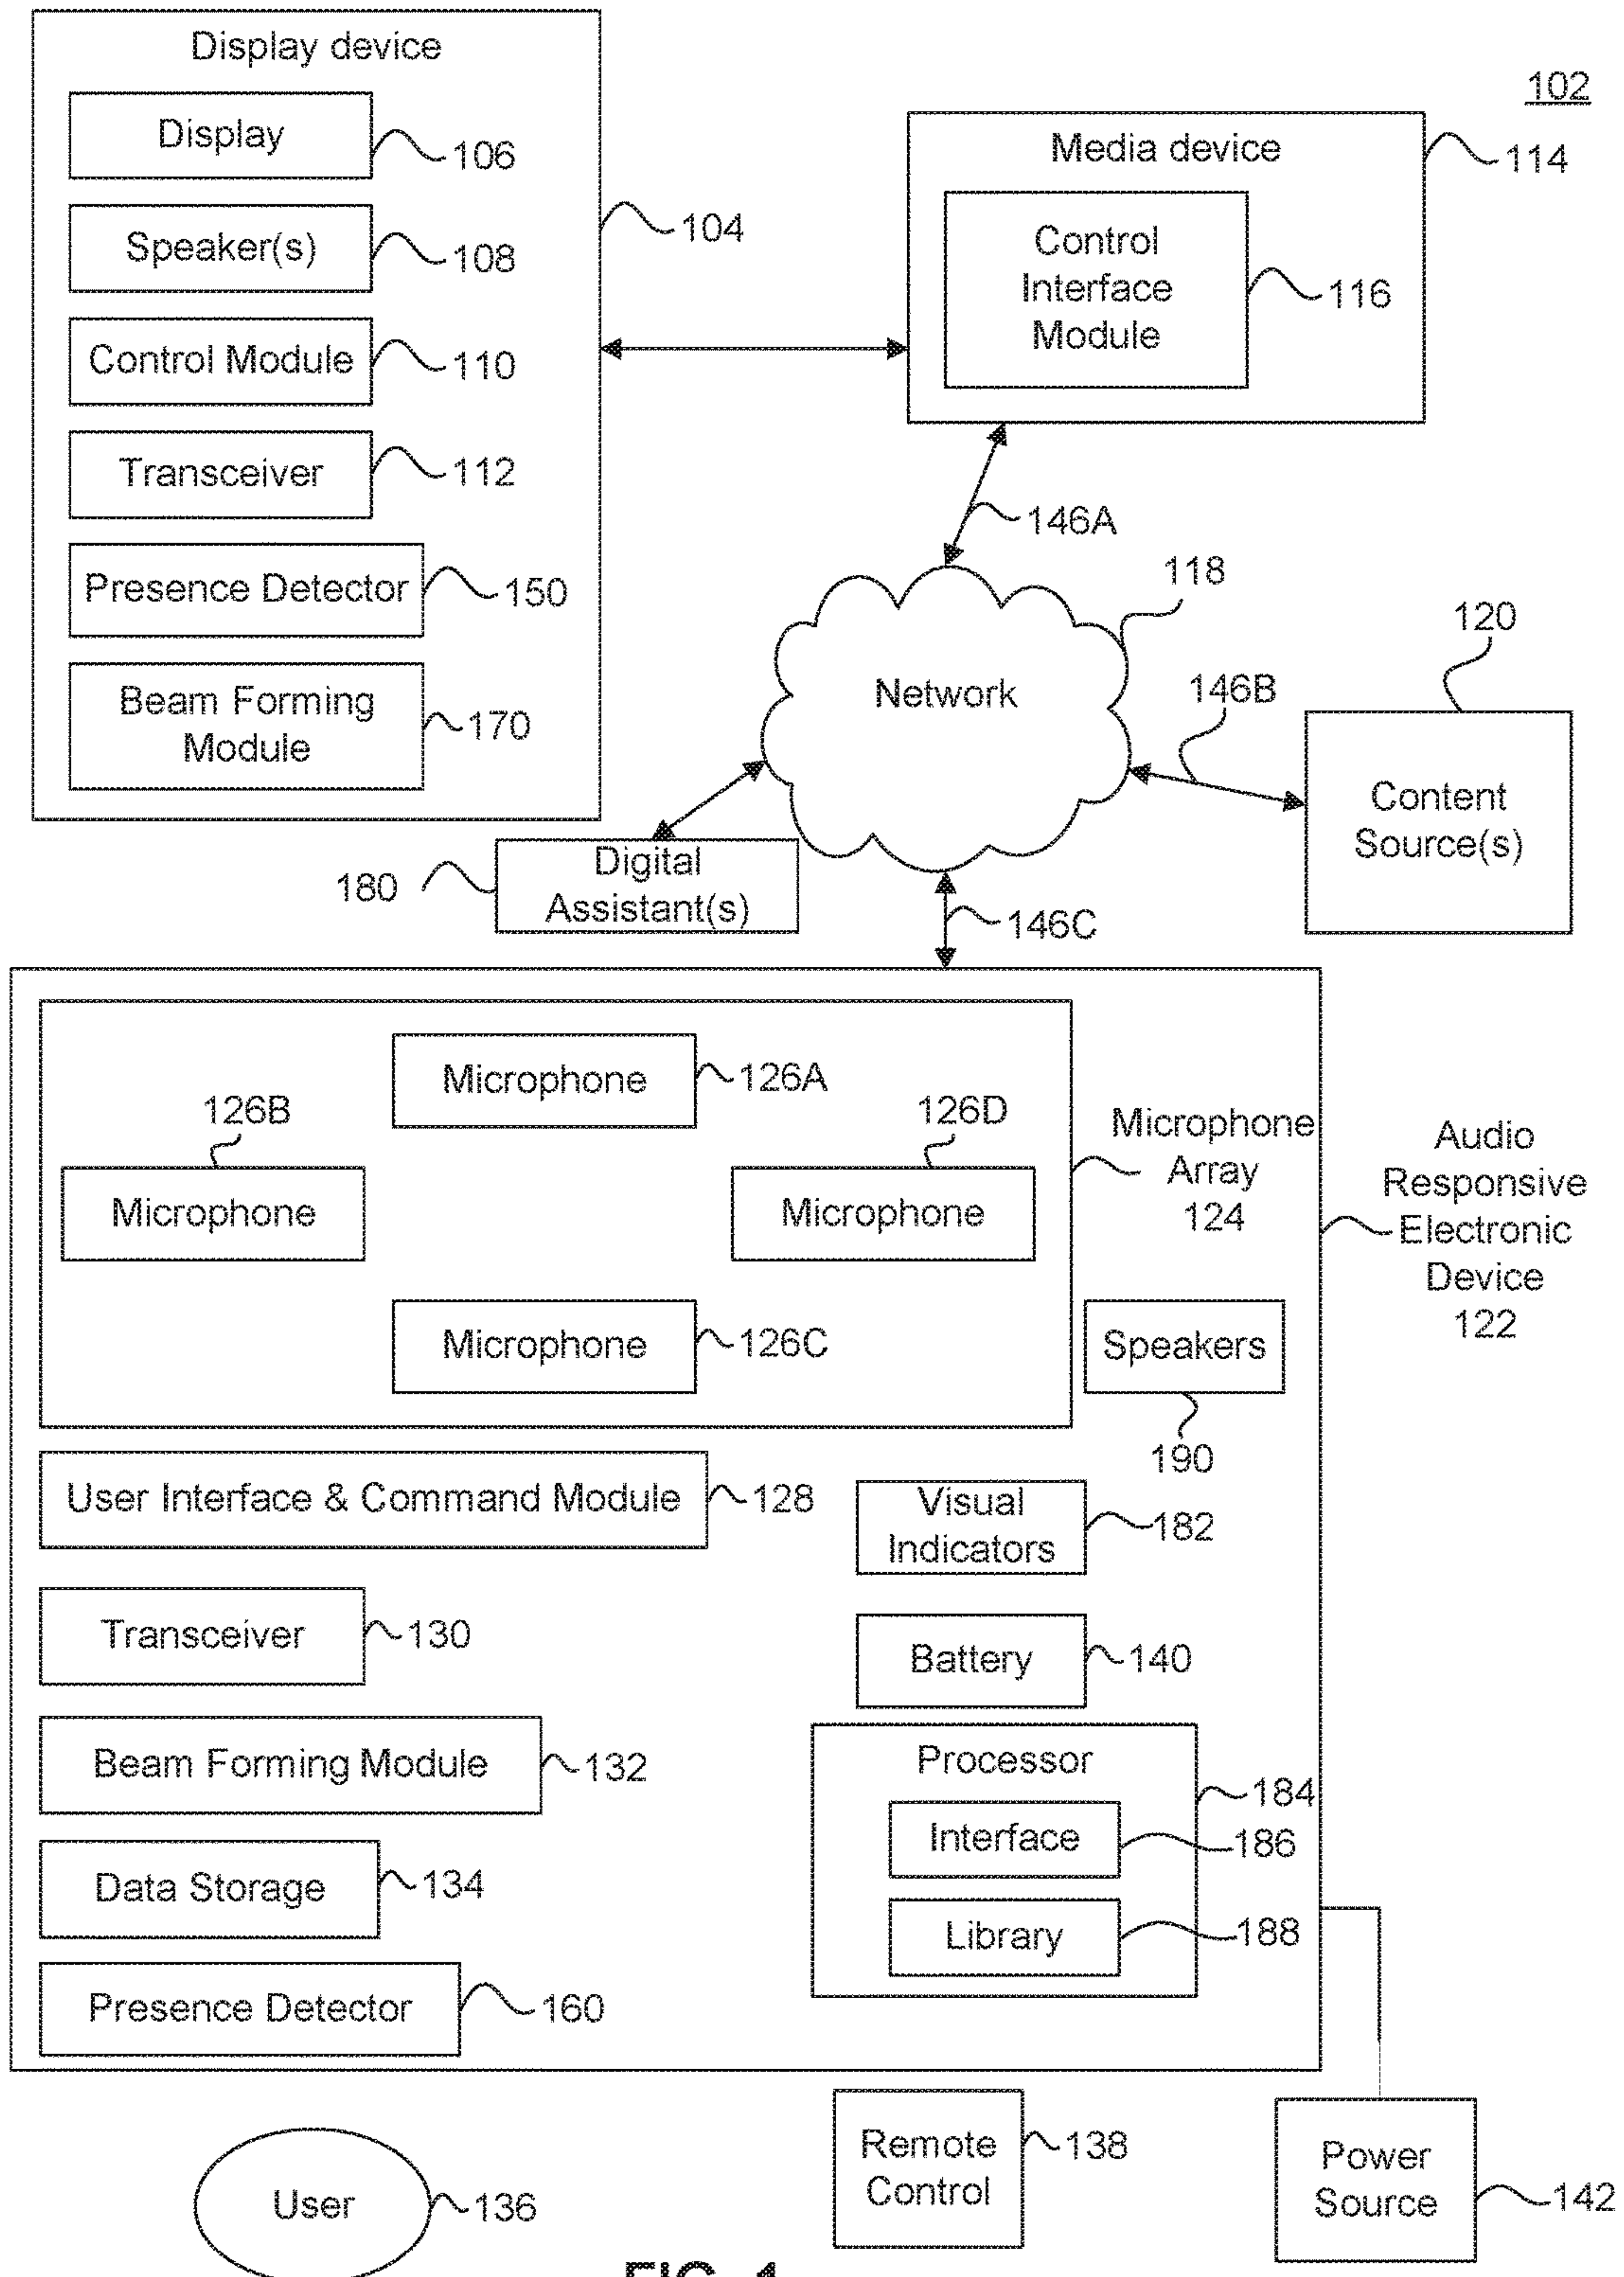 Display device
Display
106
Speaker(s)
108
Control Module
110
Transceiver
112
Presence Detector
150
Beam Forming
Module
170
104
102
Media device
114
Control
Interface
Module
116
146A
118
Network
146B
120
Content
Source(s)
180
Digital
Assistant(s)
146C
Microphone
126A
126B
Microphone
126D
Microphone
Microphone
126C
Microphone
Array
124
Audio
Responsive
Electronic
Device
122
Speakers
190
User Interface & Command Module
128
Visual
Indicators
182
Transceiver
130
Battery
140
Beam Forming Module
132
Processor
184
Interface
186
Library
188
Data Storage
134
Presence Detector
160
User
136
Remote
Control
138
Power
Source
142
FIG. 1